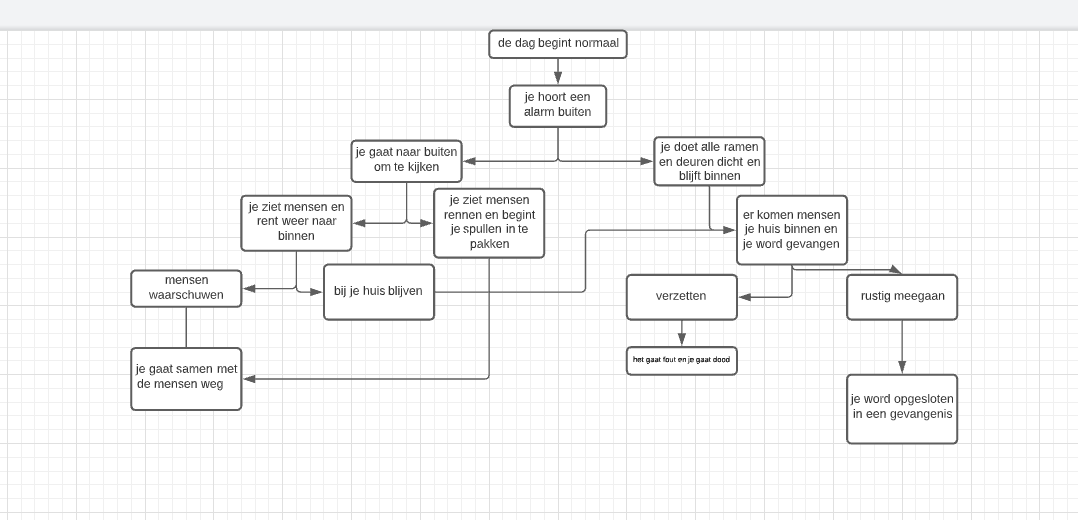 de dag begint normaal
je hoort een
alarm buiten
je gaat naar buiten
om te kijken
je doet alle ramen
en deuren dicht en
blijft binnen
je ziet mensen en
rent weer naar
binnen
je ziet mensen
rennen en begint
je spullen in te
pakken
er komen mensen
je huis binnen en
je word gevangen
mensen
waarschuwen
bij je huis blijven
verzetten
rustig meegaan
het gaat fout en je gaat dood
je gaat samen met
de mensen weg
je word opgesloten
in een gevangenis